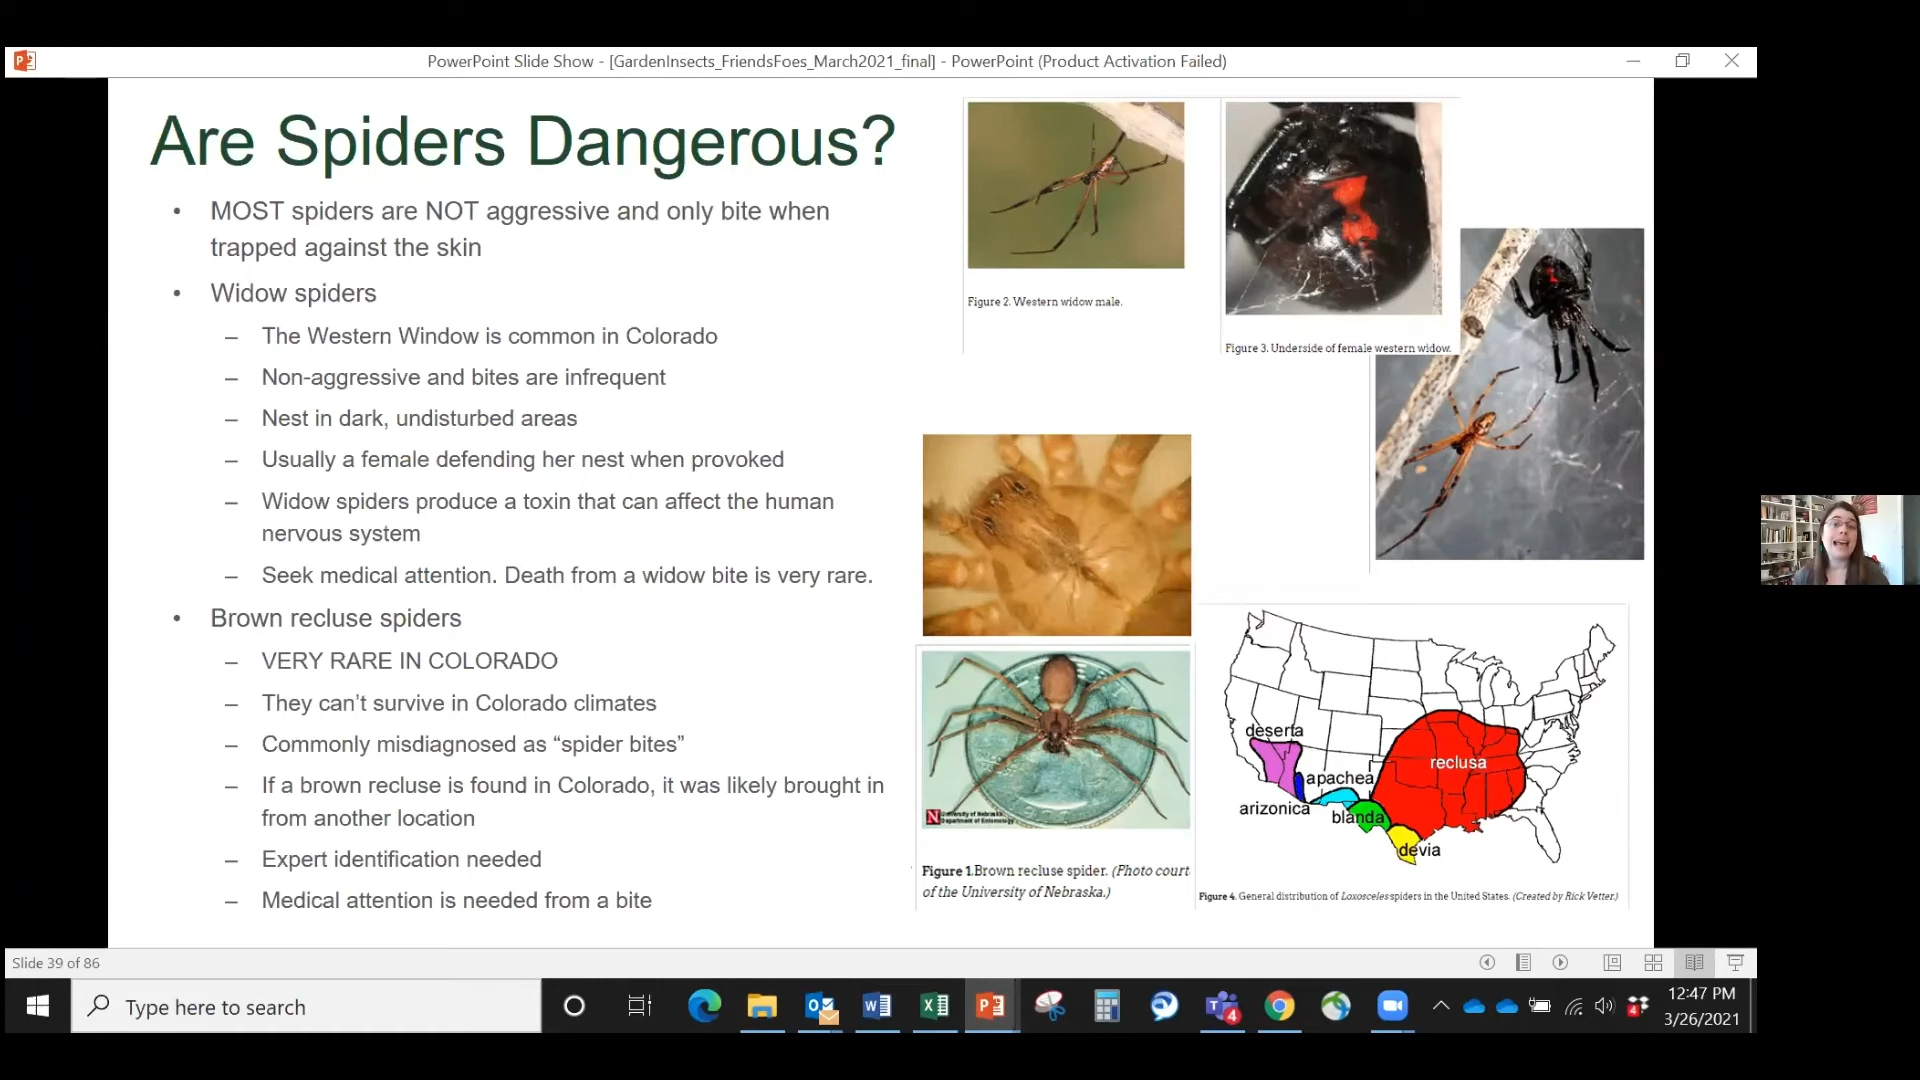 PowerPoint Slide Show - [GardenInsects_FriendsFoes_March2021_final] - PowerPoint (Product Activation Failed)
Are Spiders Dangerous?
• MOST spiders are NOT aggressive and only bite when
trapped against the skin
• Widow spiders
– The Western Window is common in Colorado
– Non-aggressive and bites are infrequent
– Nest in dark, undisturbed areas
– Usually a female defending her nest when provoked
– Widow spiders produce a toxin that can affect the human
nervous system
– Seek medical attention. Death from a widow bite is very rare.
• Brown recluse spiders
– VERY RARE IN COLORADO
– They can’t survive in Colorado climates
– Commonly misdiagnosed as “spider bites”
– If a brown recluse is found in Colorado, it was likely brought in
from another location
– Expert identification needed
– Medical attention is needed from a bite
Figure 2. Western widow male.
Figure 3. Underside of female western widow.
N University of Nebraska
Department of Entomology
Figure 1.Brown recluse spider. (Photo court
of the University of Nebraska.)
deserta
reclusa
apachea
arizonica
blanda
devia
Figure 4. General distribution of Loxosceles spiders in the United States. (Created by Rick Vetter.)
Slide 39 of 86
Type here to search
4
4
12:47 PM
3/26/2021